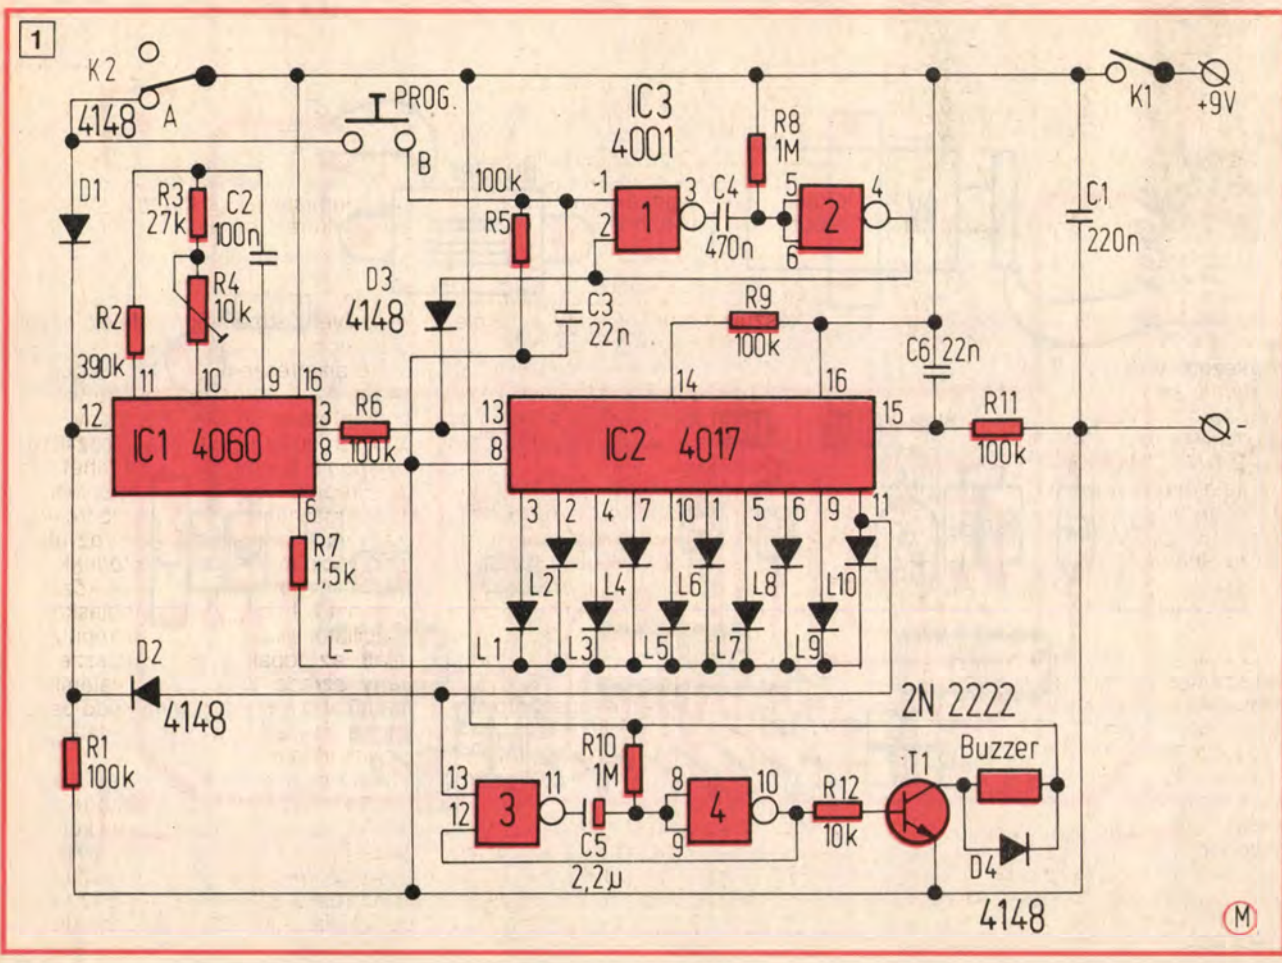 1
K2
4148
A
PROG.
B
IC3
4001
R8
1M
K1
+9V
D1
R3
27k
C2
100n
100k
R5
-1
2
1
3
C4
470n
5
6
2
4
C1
220n
R2
390k
R4
10k
D3
4148
C3
22n
R9
100k
C6 22n
11
10
9
16
14
16
12
IC1 4060
3
8
R6
100k
13
8
IC2 4017
15
R11
100k
-
6
R7
1,5k
3
2
4
7
10
1
5
6
9
11
L2
L4
L6
L8
L10
L-
L1
L3
L5
L7
L9
D2
4148
R1
100k
2N 2222
Buzzer
T1
R10
1M
13
12
3
11
C5
2,2µ
8
9
4
10
R12
10k
D4
4148
M